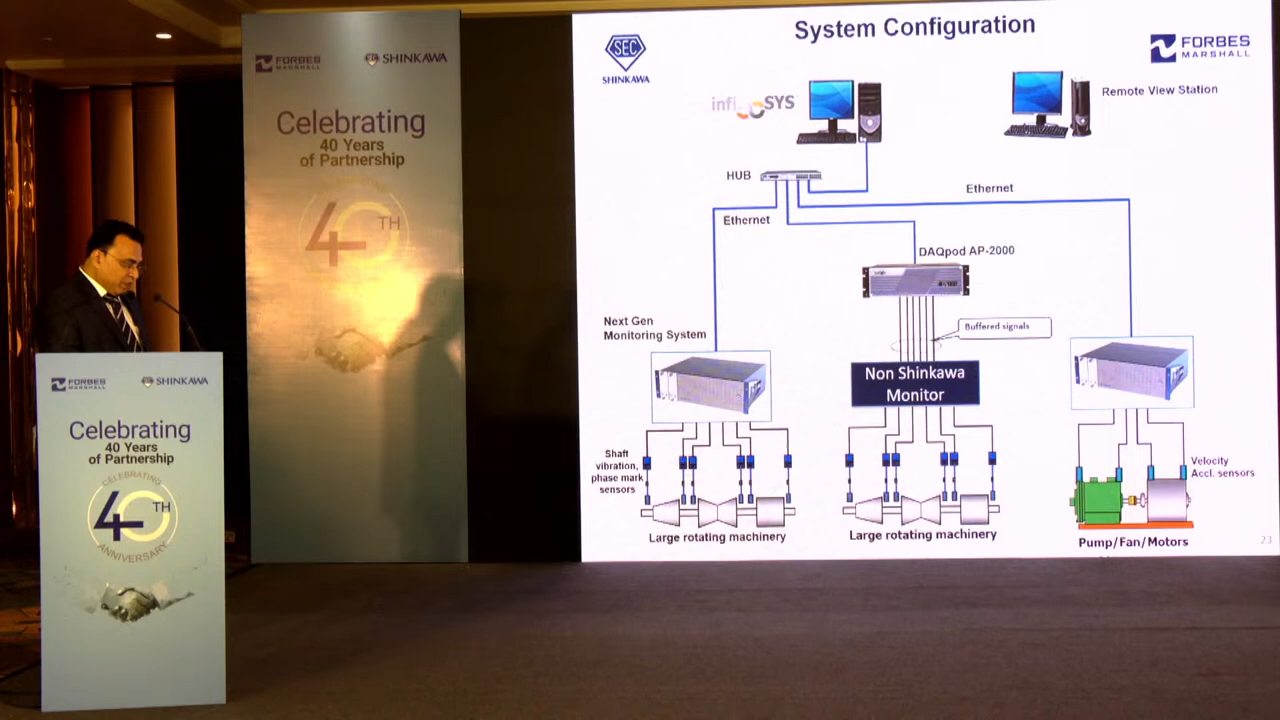 FORBES
MARSHALL
SHINKAWA
Celebrating
40 Years
of Partnership
40TH
FORBES
MARSHALL
SHINKAWA
Celebrating
40 Years
of Partnership
CELEBRATING
40TH
ANNIVERSARY
System Configuration
SEC
SHINKAWA
FORBES
MARSHALL
SYS
Remote View Station
HUB
Ethernet
Ethernet
DAQpod AP-2000
Next Gen
Monitoring System
Buffered signals
Non Shinkawa
Monitor
Shaft
vibration,
phase mark
sensors
Velocity
Accl. sensors
Large rotating machinery
Large rotating machinery
Pump/Fan/Motors
23